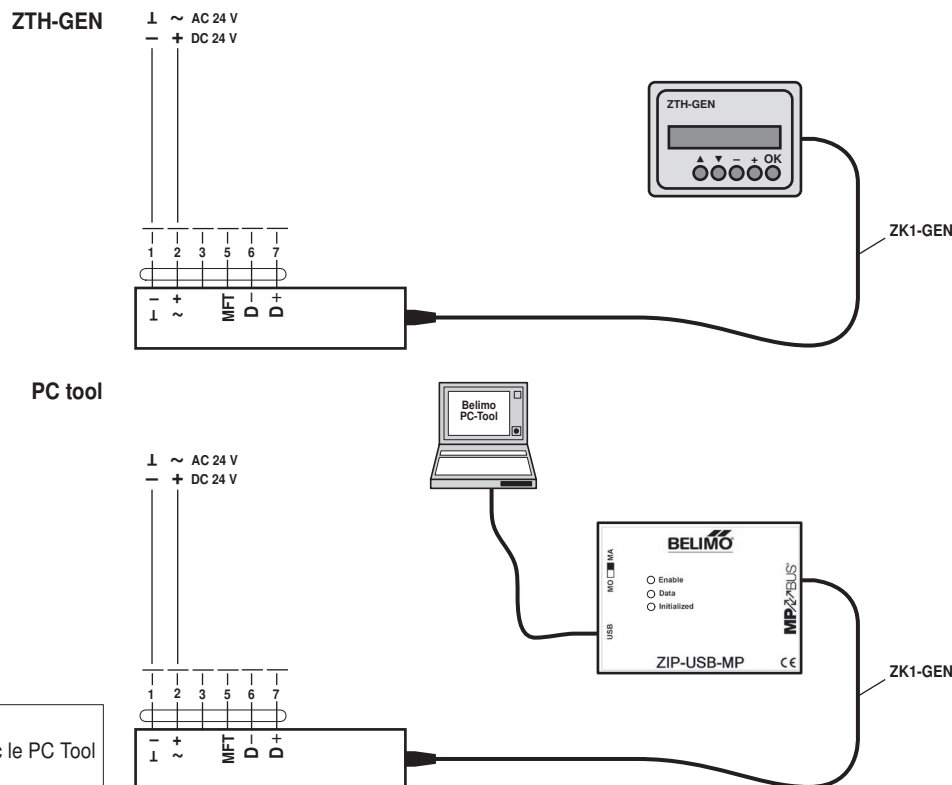 ZTH-GEN
⊥ ~ AC 24 V
– + DC 24 V
ZTH-GEN
▲ ▼ – + OK
ZK1-GEN
1 2 3 5 6 7
– + MFT D– D+
⊥ ~
PC tool
Belimo
PC-Tool
⊥ ~ AC 24 V
– + DC 24 V
BELIMO
MO MA
Enable
Data
Initialized
USB
MP BUS®
ZIP-USB-MP CE
ZK1-GEN
1 2 3 5 6 7
– + MFT D– D+
⊥ ~
le PC Tool